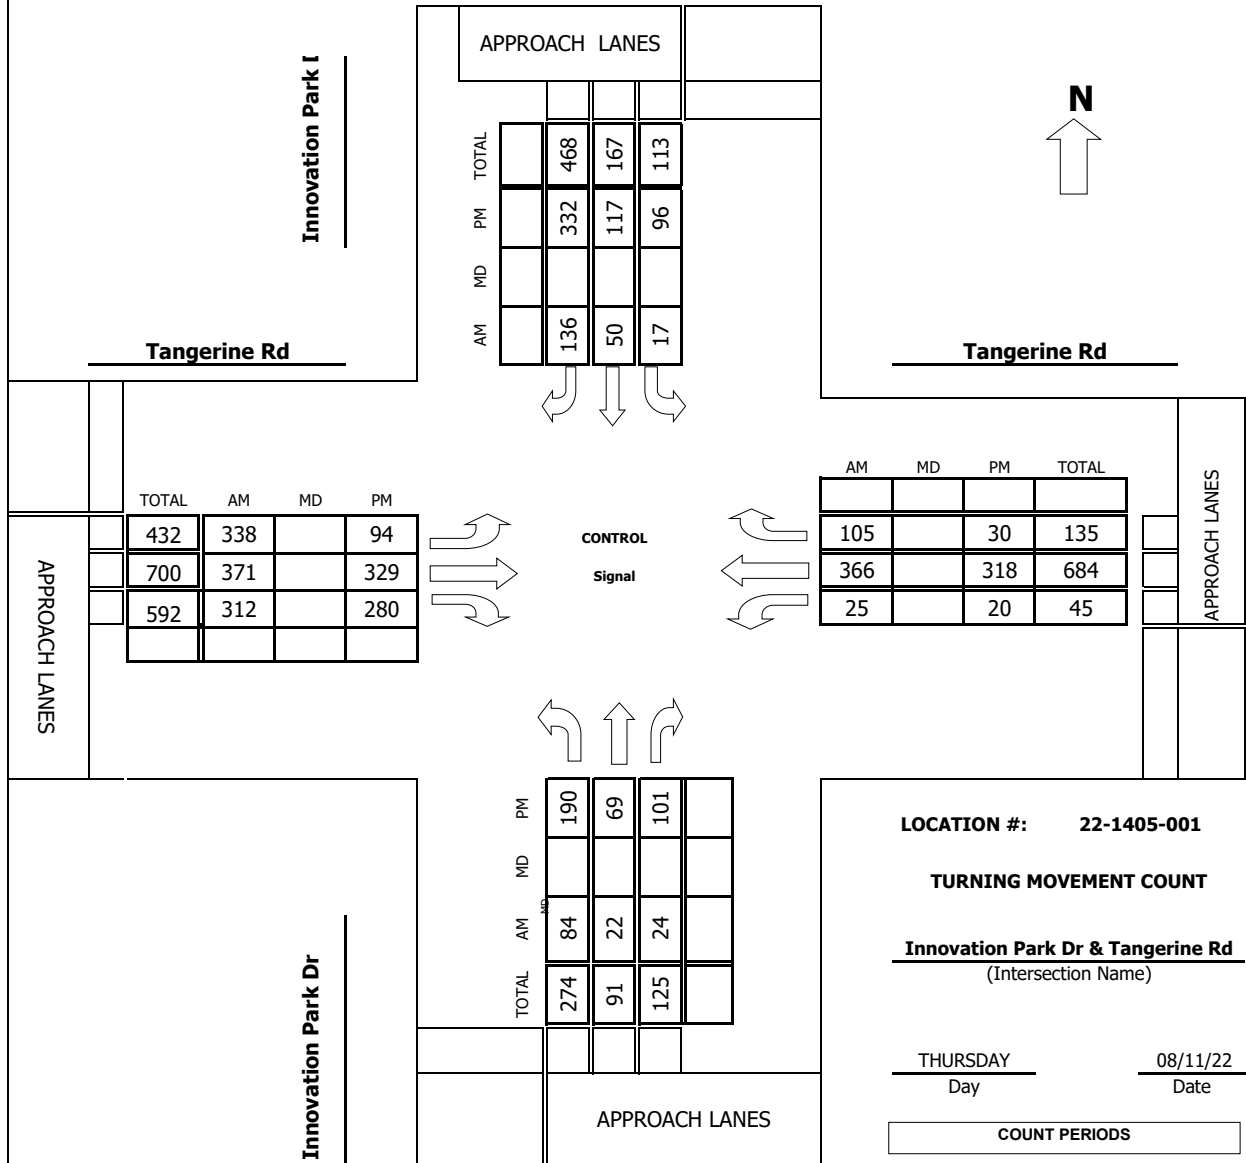 APPROACH LANES
Innovation Park D
N
TOTAL 468 167 113
PM 332 117 96
MD
AM 136 50 17
Tangerine Rd
Tangerine Rd
AM MD PM TOTAL
105 30 135
366 318 684
25 20 45
APPROACH LANES
TOTAL AM MD PM
432 338 94
700 371 329
592 312 280
APPROACH LANES
CONTROL
Signal
PM 190 69 101
MD
MD
AM 84 22 24
TOTAL 274 91 125
Innovation Park Dr
APPROACH LANES
LOCATION #: 22-1405-001
TURNING MOVEMENT COUNT
Innovation Park Dr & Tangerine Rd
(Intersection Name)
THURSDAY 08/11/22
Day Date
COUNT PERIODS